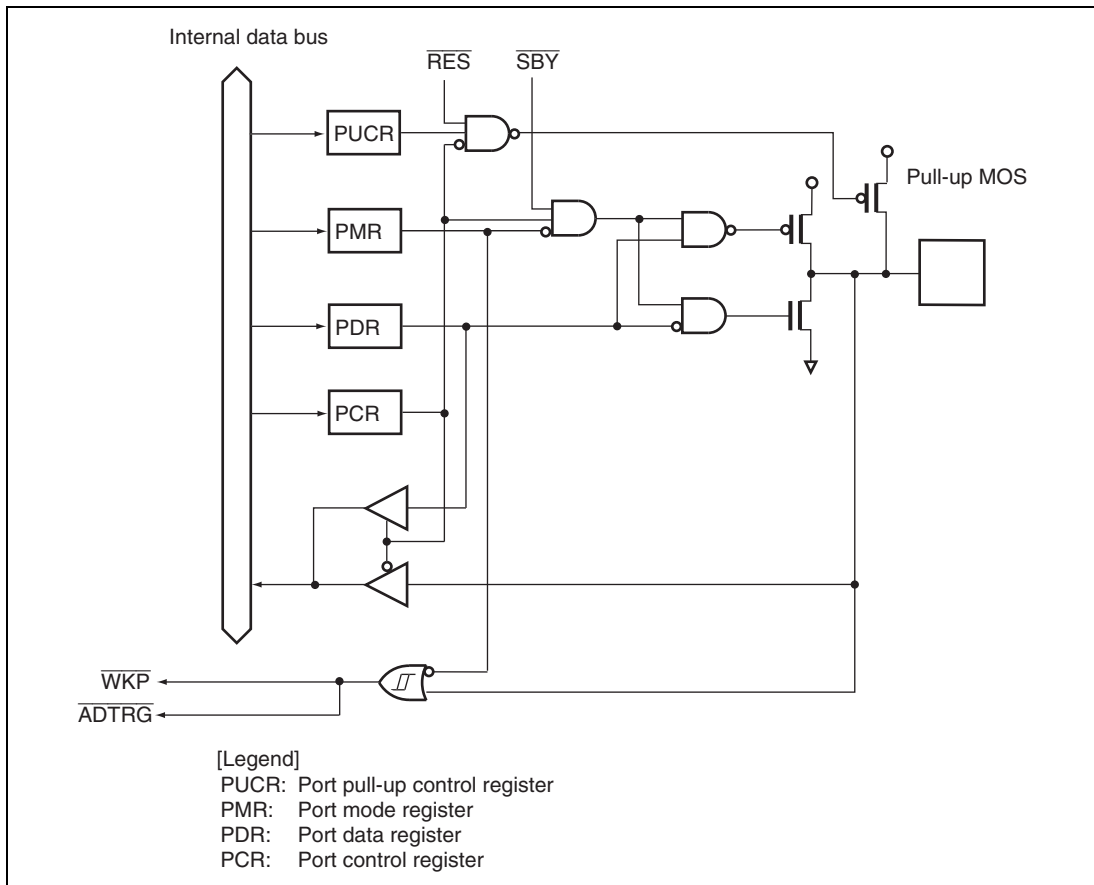 Internal data bus
RES
SBY
PUCR
Pull-up MOS
PMR
PDR
PCR
WKP
ADTRG
[Legend]
PUCR: Port pull-up control register
PMR: Port mode register
PDR: Port data register
PCR: Port control register